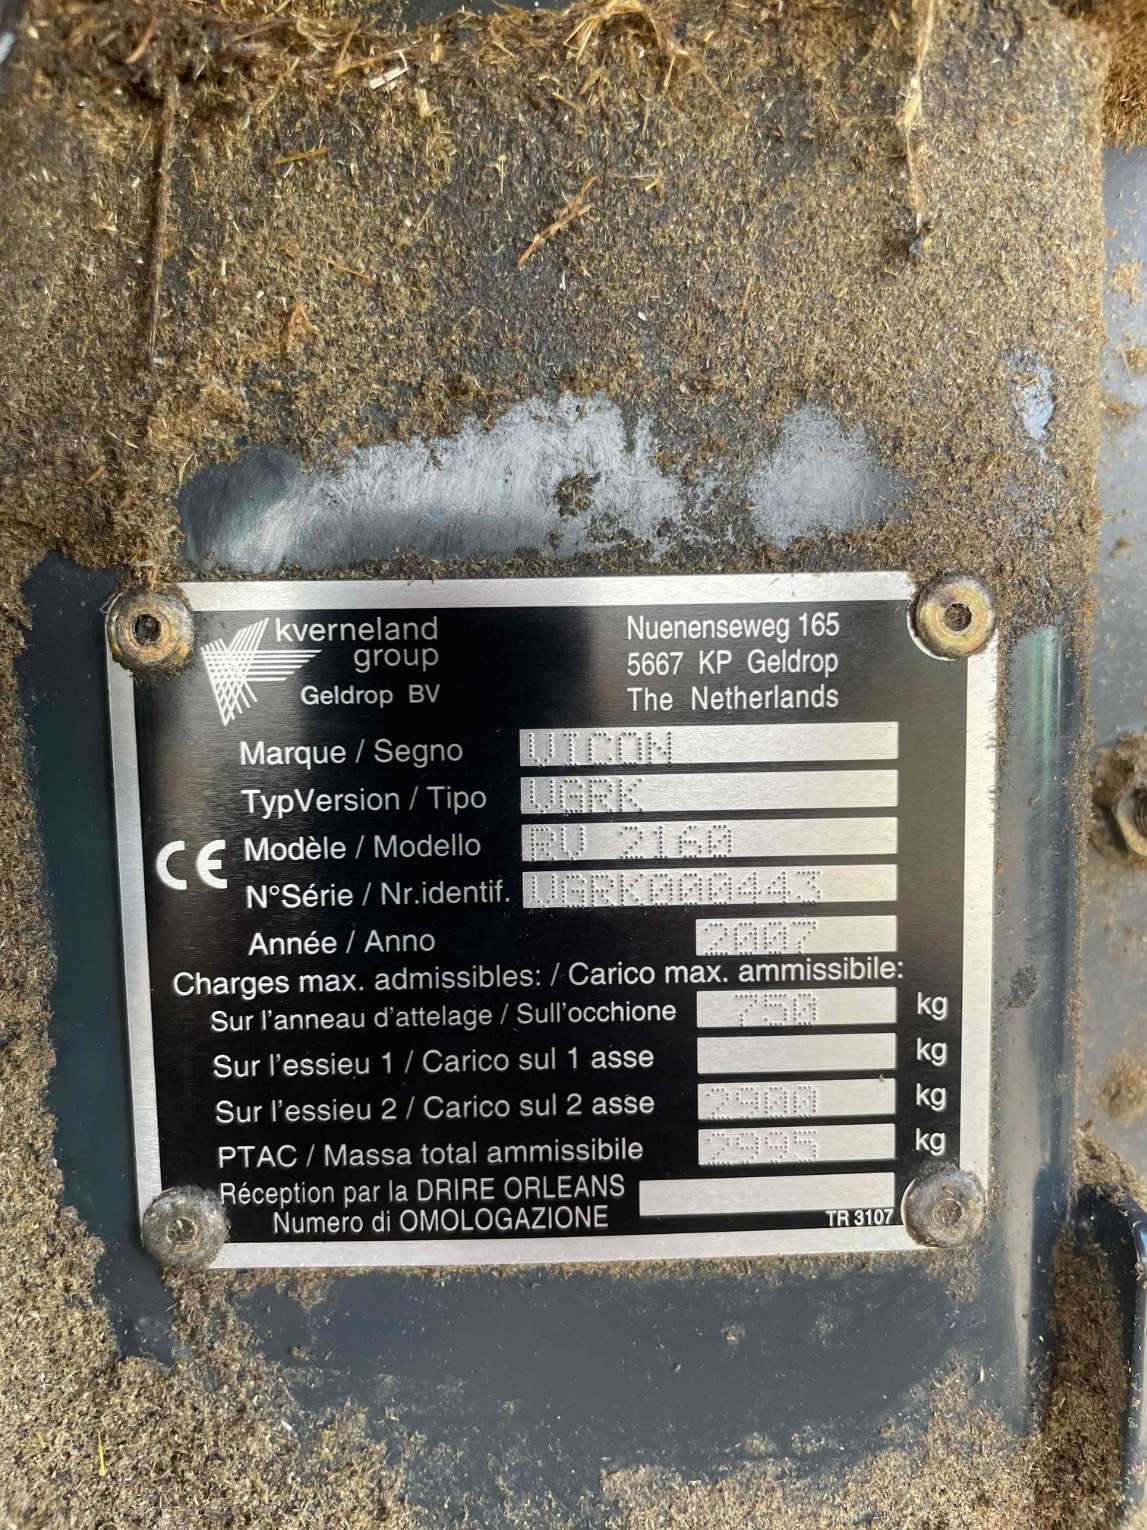 kverneland
group
Geldrop BV
Nuenenseweg 165
5667 KP Geldrop
The Netherlands
Marque / Segno VICON
TypVersion / Tipo VGRK
CE
Modèle / Modello RV 2160
N°Série / Nr.identif. VGRK000443
Année / Anno 2007
Charges max. admissibles: / Carico max. ammissibile:
Sur l'anneau d'attelage / Sull'occhione 750 kg
Sur l'essieu 1 / Carico sul 1 asse kg
Sur l'essieu 2 / Carico sul 2 asse 2900 kg
PTAC / Massa total ammissibile 2995 kg
Réception par la DRIRE ORLEANS
Numero di OMOLOGAZIONE
TR 3107